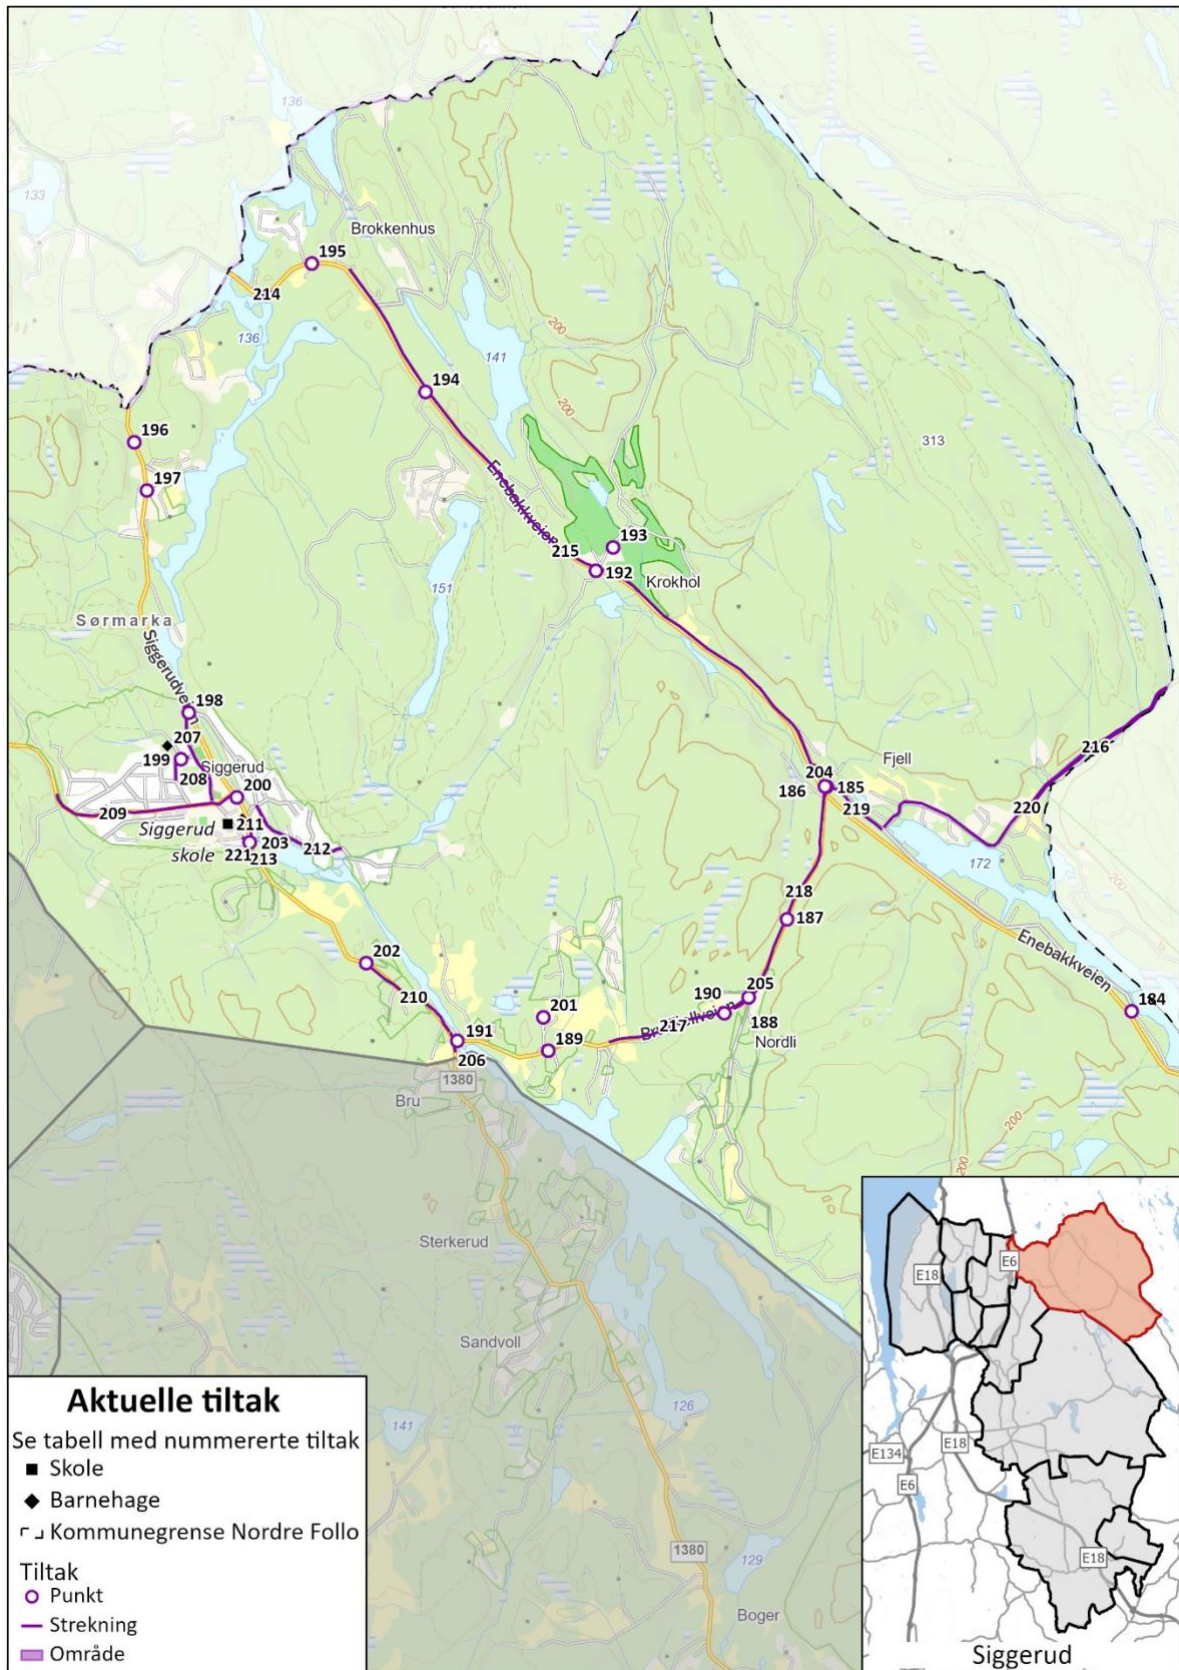 136
133
Brokkenhus
195
214
136
141
200
194
196
313
197
Enebakkveien
151
193
215
192
Krokhol
Sørmarka
Siggerudveien
198
207
199
Siggerud
208
200
209
211
Siggerud
skole
203
212
221
213
Fjell
216
204
185
186
220
219
172
200
218
187
Enebakkveien
202
190
205
184
210
201
217
188
191
189
Nordli
206
1380
Bru
200
200
Sterkerud
Sandvoll
126
141
1380
129
Boger
Aktuelle tiltak
Se tabell med nummererte tiltak
Skole
Barnehage
Kommunegrense Nordre Follo
Tiltak
Punkt
Strekning
Område
E6
E18
E134
E18
E6
E18
Siggerud